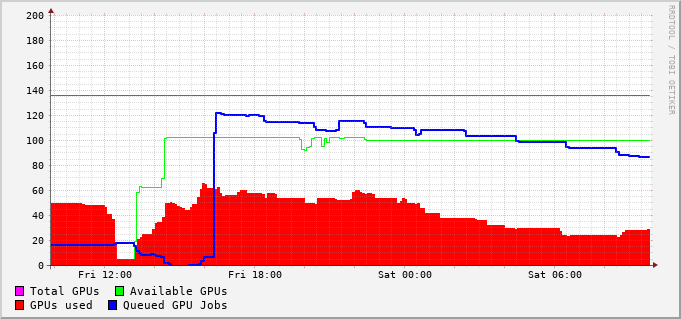 200
180
160
140
120
100
80
60
40
20
0
Fri 12:00 Fri 18:00 Sat 00:00 Sat 06:00
Total GPUs Available GPUs
GPUs used Queued GPU Jobs
RRDTOOL / TOBI OETIKER